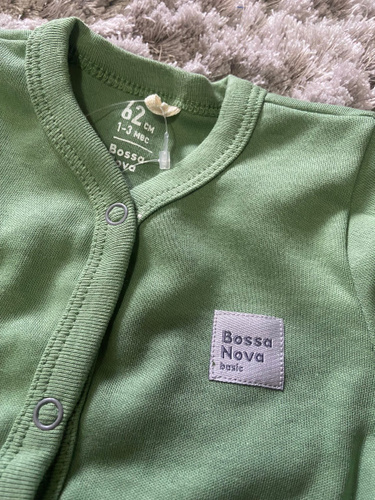 62 см
1-3 мес
Bossa
Nova
Bossa
Nova
basic